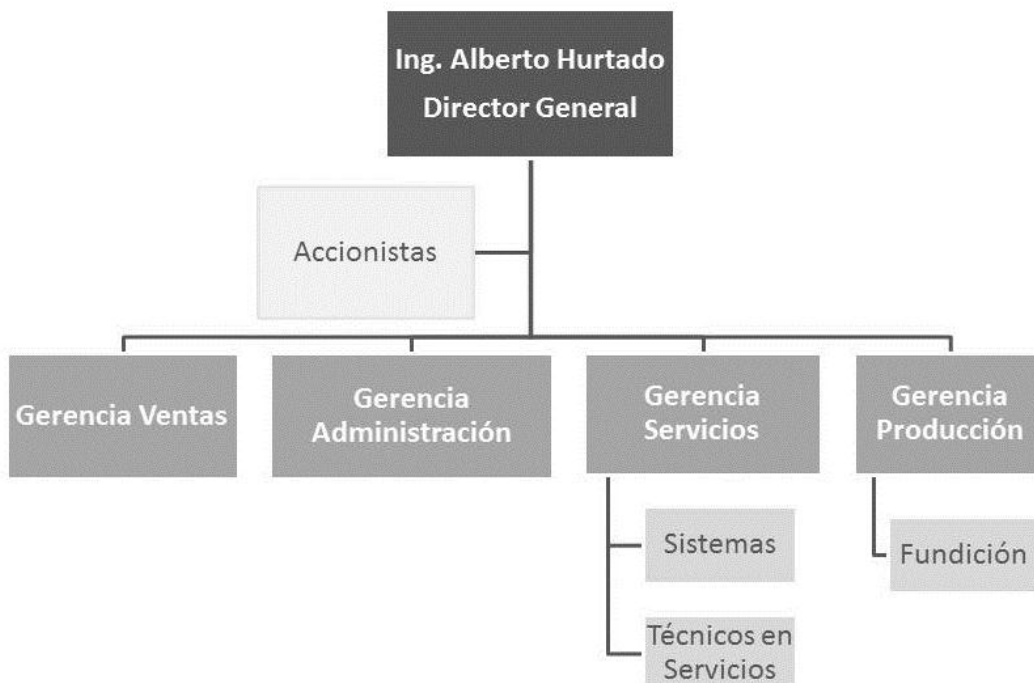 Ing. Alberto Hurtado
Director General
Accionistas
Gerencia Ventas
Gerencia
Administración
Gerencia
Servicios
Gerencia
Producción
Sistemas
Fundición
Técnicos en
Servicios